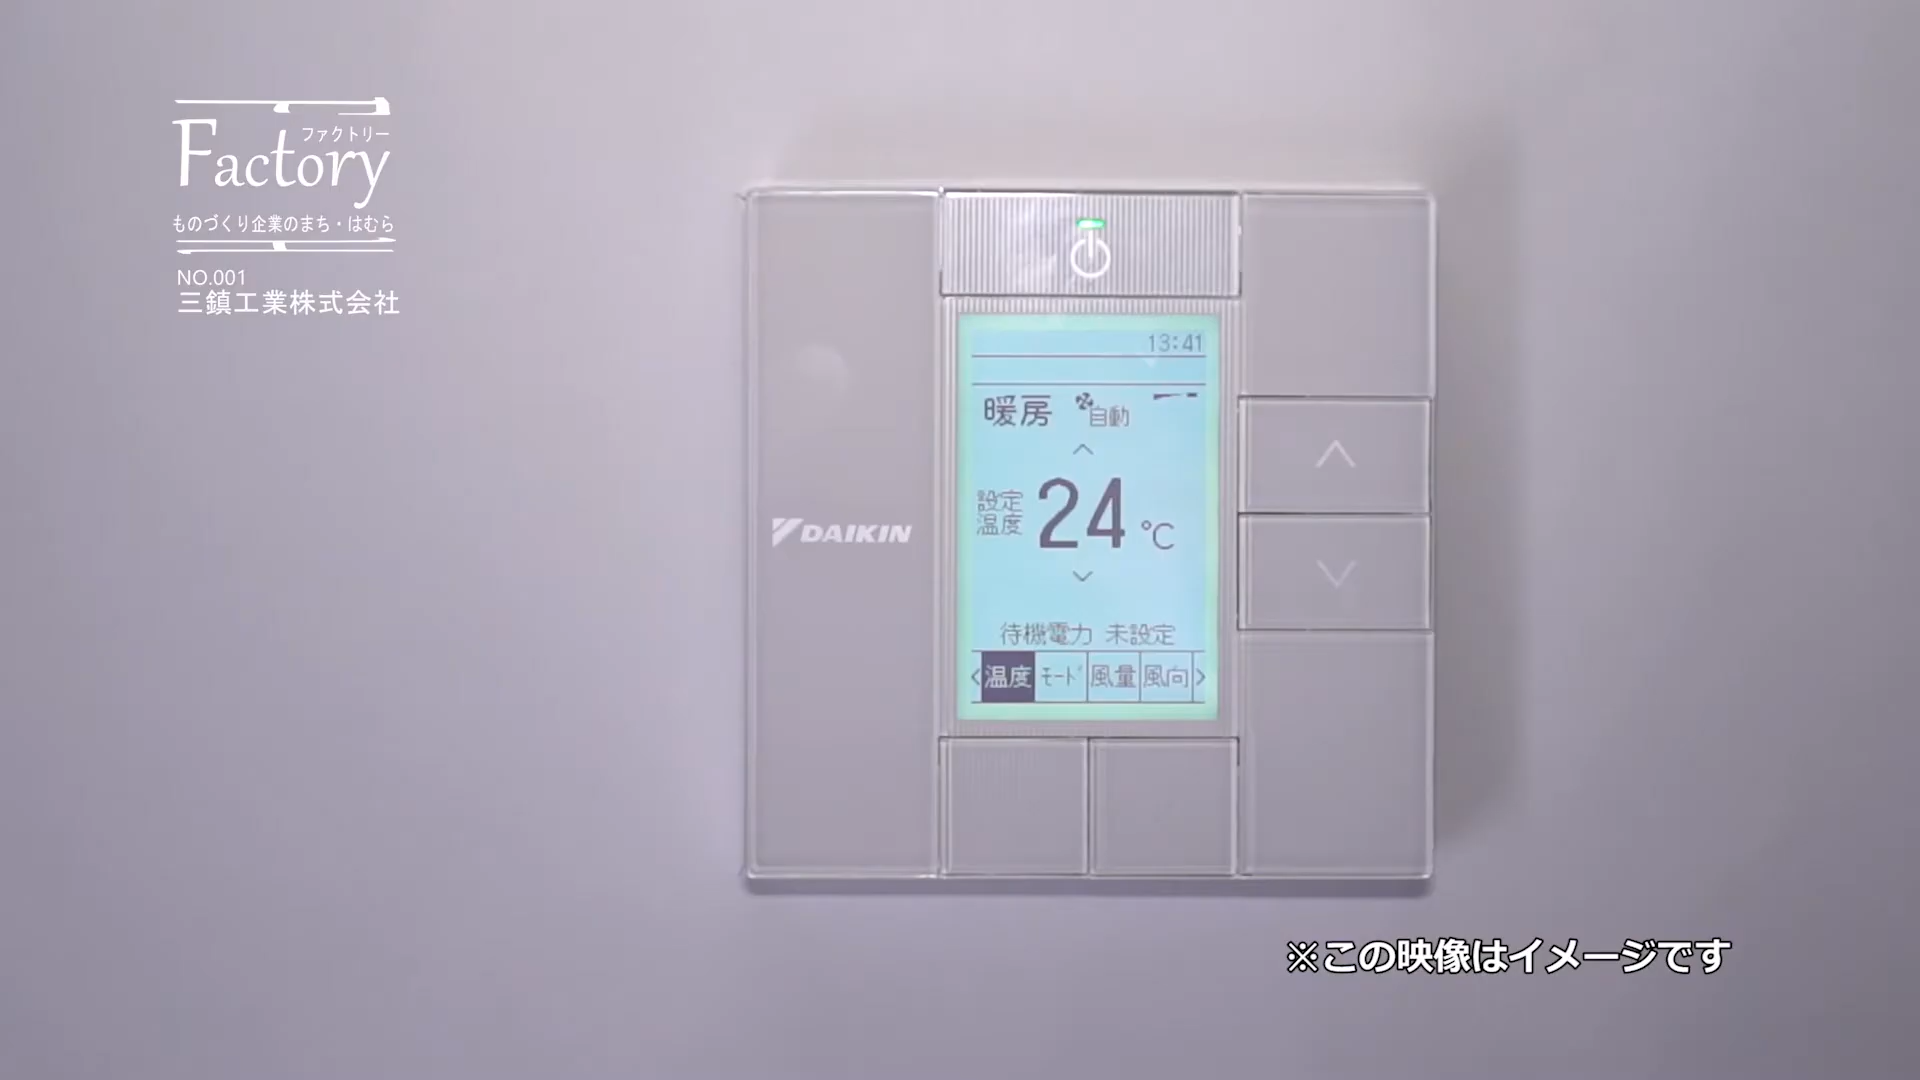 ファクトリー
Factory
ものづくり企業のまち・はむら
NO.001
三鎮工業株式会社
13:41
暖房 自動
設定温度 24 °C
待機電力 未設定
温度 モード 風量 風向
DAIKIN
※この映像はイメージです